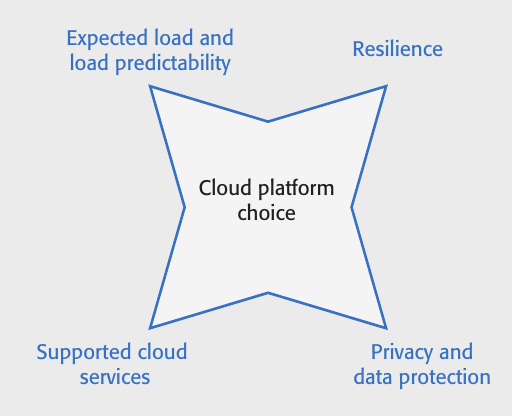 Expected load and
load predictability
Resilience
Cloud platform
choice
Supported cloud
services
Privacy and
data protection